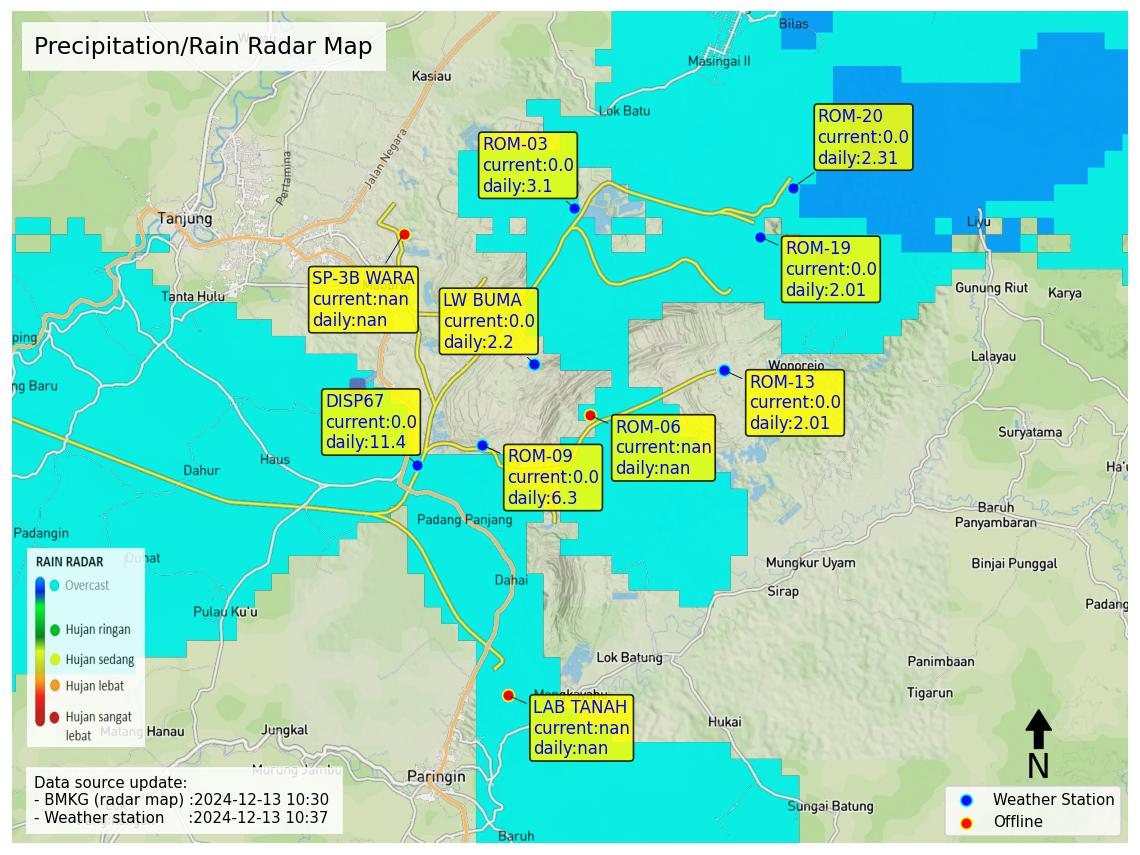 Precipitation/Rain Radar Map
Bilas
Masingai II
Kasiau
Lok Batu
Jalan Negara
Pertamina
Tanjung
Tanta Hulu
ROM-03
current:0.0
daily:3.1
ROM-20
current:0.0
daily:2.31
Liyu
ROM-19
current:0.0
daily:2.01
SP-3B WARA
current:nan
daily:nan
LW BUMA
current:0.0
daily:2.2
Gunung Riut
Karya
Lalayau
Wonorejo
ping
ng Baru
ROM-13
current:0.0
daily:2.01
DISP67
current:0.0
daily:11.4
ROM-06
current:nan
daily:nan
Suryatama
Ha'u
Haus
Dahur
ROM-09
current:0.0
daily:6.3
Padang Panjang
Baruh
Panyambaran
Padangin
Mungkur Uyam
Binjai Punggal
Dahai
Sirap
Padang
Pulau Ku'u
RAIN RADAR
Overcast
Hujan ringan
Hujan sedang
Hujan lebat
Hujan sangat
lebat
Lok Batung
Panimbaan
Tigarun
LAB TANAH
current:nan
daily:nan
Hukai
Matang Hanau
Jungkal
Murung Jambu
Paringin
Sungai Batung
Baruh
N
Data source update:
- BMKG (radar map) :2024-12-13 10:30
- Weather station :2024-12-13 10:37
Weather Station
Offline